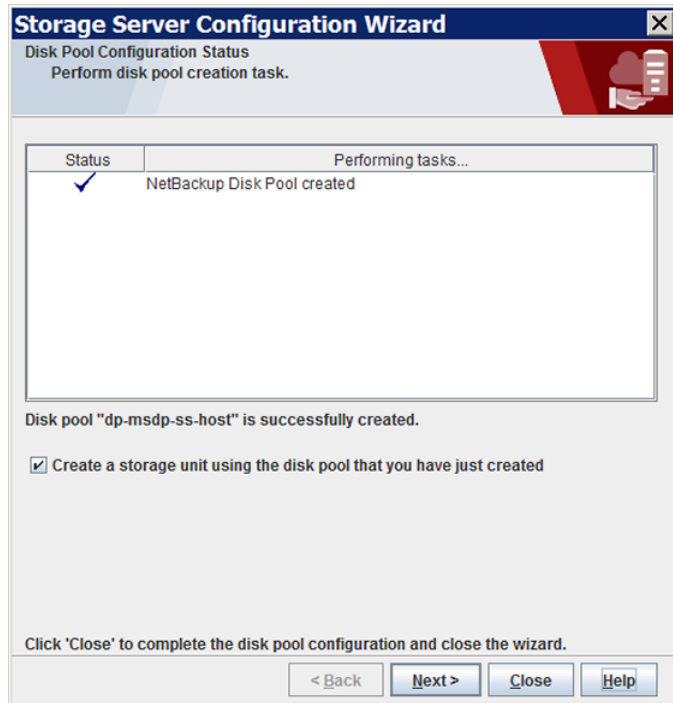 Storage Server Configuration Wizard
Disk Pool Configuration Status
Perform disk pool creation task.
Status Performing tasks...
NetBackup Disk Pool created
Disk pool "dp-msdp-ss-host" is successfully created.
Create a storage unit using the disk pool that you have just created
Click 'Close' to complete the disk pool configuration and close the wizard.
< Back Next > Close Help